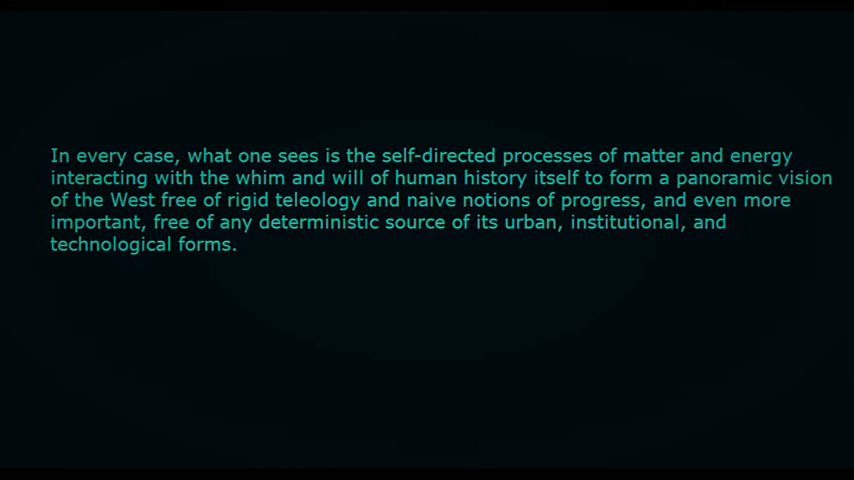 In every case, what one sees is the self-directed processes of matter and energy
interacting with the whim and will of human history itself to form a panoramic vision
of the West free of rigid teleology and naive notions of progress, and even more
important, free of any deterministic source of its urban, institutional, and
technological forms.